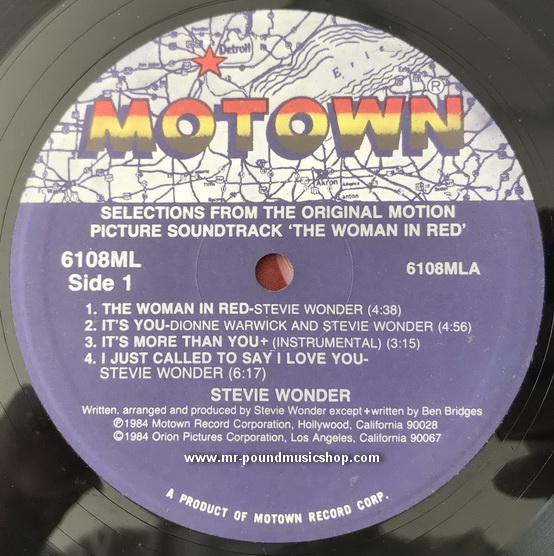 Detroit
Erie
MOTOWN®
Akron
Canton
SELECTIONS FROM THE ORIGINAL MOTION
PICTURE SOUNDTRACK ‘THE WOMAN IN RED’
6108ML
6108MLA
Side 1
1. THE WOMAN IN RED-STEVIE WONDER (4:38)
2. IT'S YOU-DIONNE WARWICK AND STEVIE WONDER (4:56)
3. IT'S MORE THAN YOU+ (INSTRUMENTAL) (3:15)
4. I JUST CALLED TO SAY I LOVE YOU-
STEVIE WONDER (6:17)
STEVIE WONDER
Written, arranged and produced by Stevie Wonder except + written by Ben Bridges
℗1984 Motown Record Corporation, Hollywood, California 90028
©1984 Orion Pictures Corporation, Los Angeles, California 90067
www.mr-poundmusicshop.com
A PRODUCT OF MOTOWN RECORD CORP.